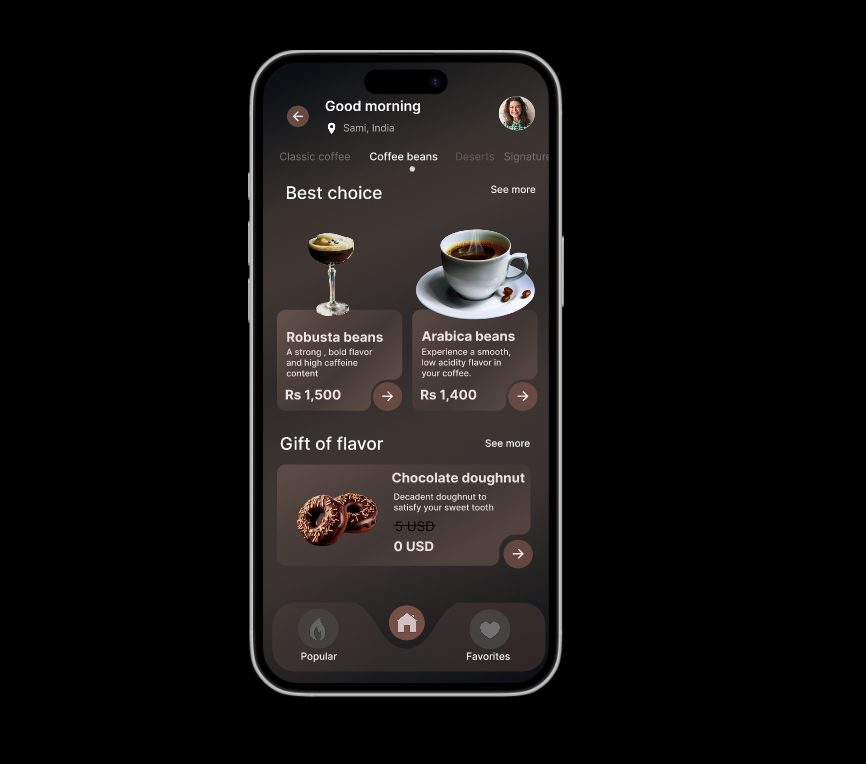 Good morning
Sami, India
Classic coffee Coffee beans Deserts Signature
Best choice See more
Robusta beans
A strong , bold flavor
and high caffeine
content
Rs 1,500
Arabica beans
Experience a smooth,
low acidity flavor in
your coffee.
Rs 1,400
Gift of flavor See more
Chocolate doughnut
Decadent doughnut to
satisfy your sweet tooth
5 USD
0 USD
Popular Favorites